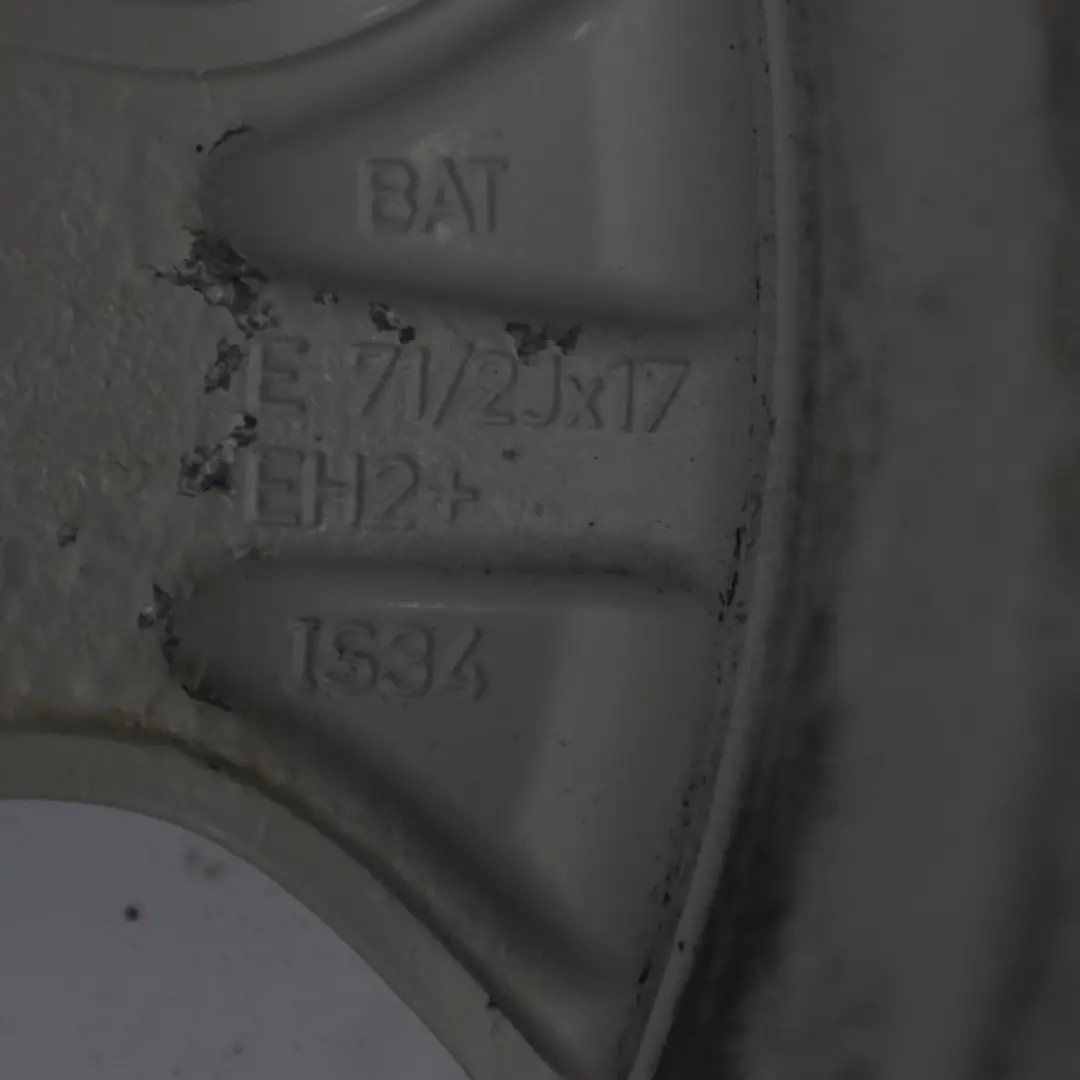 BAT
E 71/2Jx17
EH2+
IS34